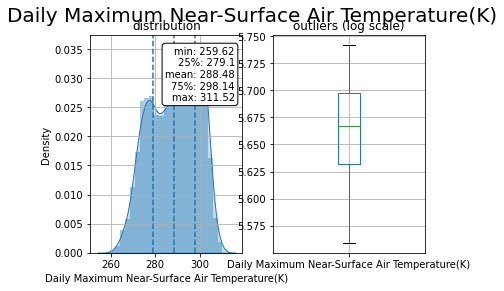 Daily Maximum Near-Surface Air Temperature(K)
distribution
outliers (log scale)
min: 259.62
25%: 279.1
mean: 288.48
75%: 298.14
max: 311.52
Density
0.035
0.030
0.025
0.020
0.015
0.010
0.005
0.000
260
280
300
Daily Maximum Near-Surface Air Temperature(K)
5.750
5.725
5.700
5.675
5.650
5.625
5.600
5.575
Daily Maximum Near-Surface Air Temperature(K)